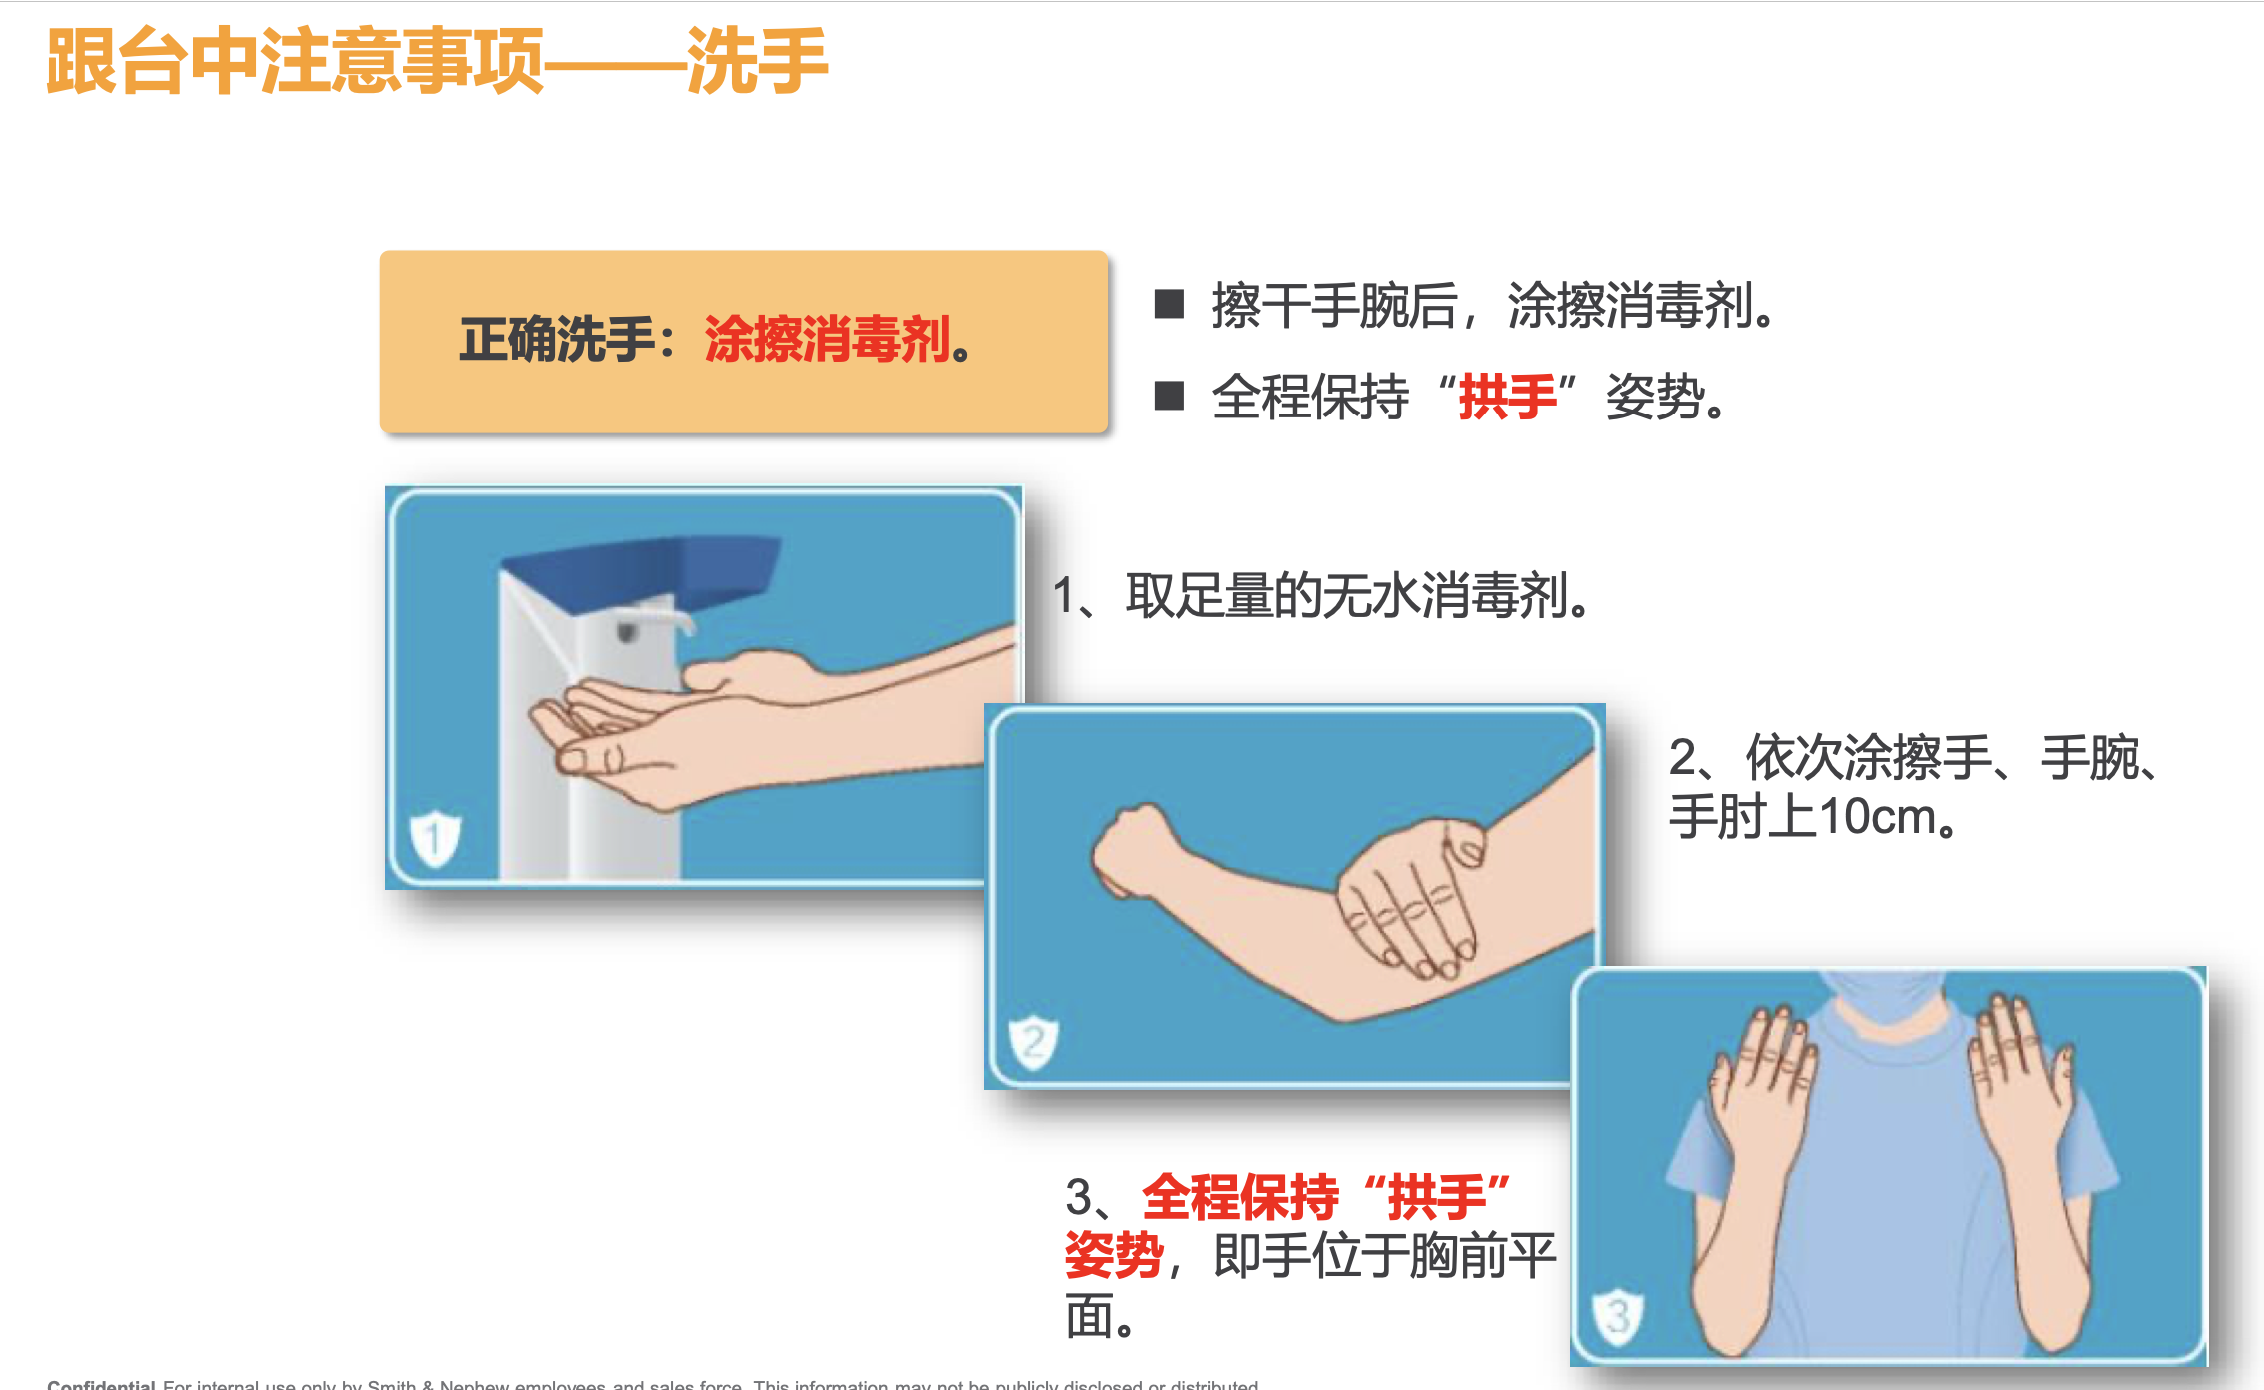 跟台中注意事项——洗手
正确洗手：涂擦消毒剂。
■ 擦干手腕后，涂擦消毒剂。
■ 全程保持“拱手”姿势。
1、取足量的无水消毒剂。
1
2、依次涂擦手、手腕、
手肘上10cm。
2
3、全程保持“拱手”
姿势，即手位于胸前平
面。
3
Confidential For internal use only by Smith & Nephew employees and sales force. This information may not be publicly disclosed or distributed